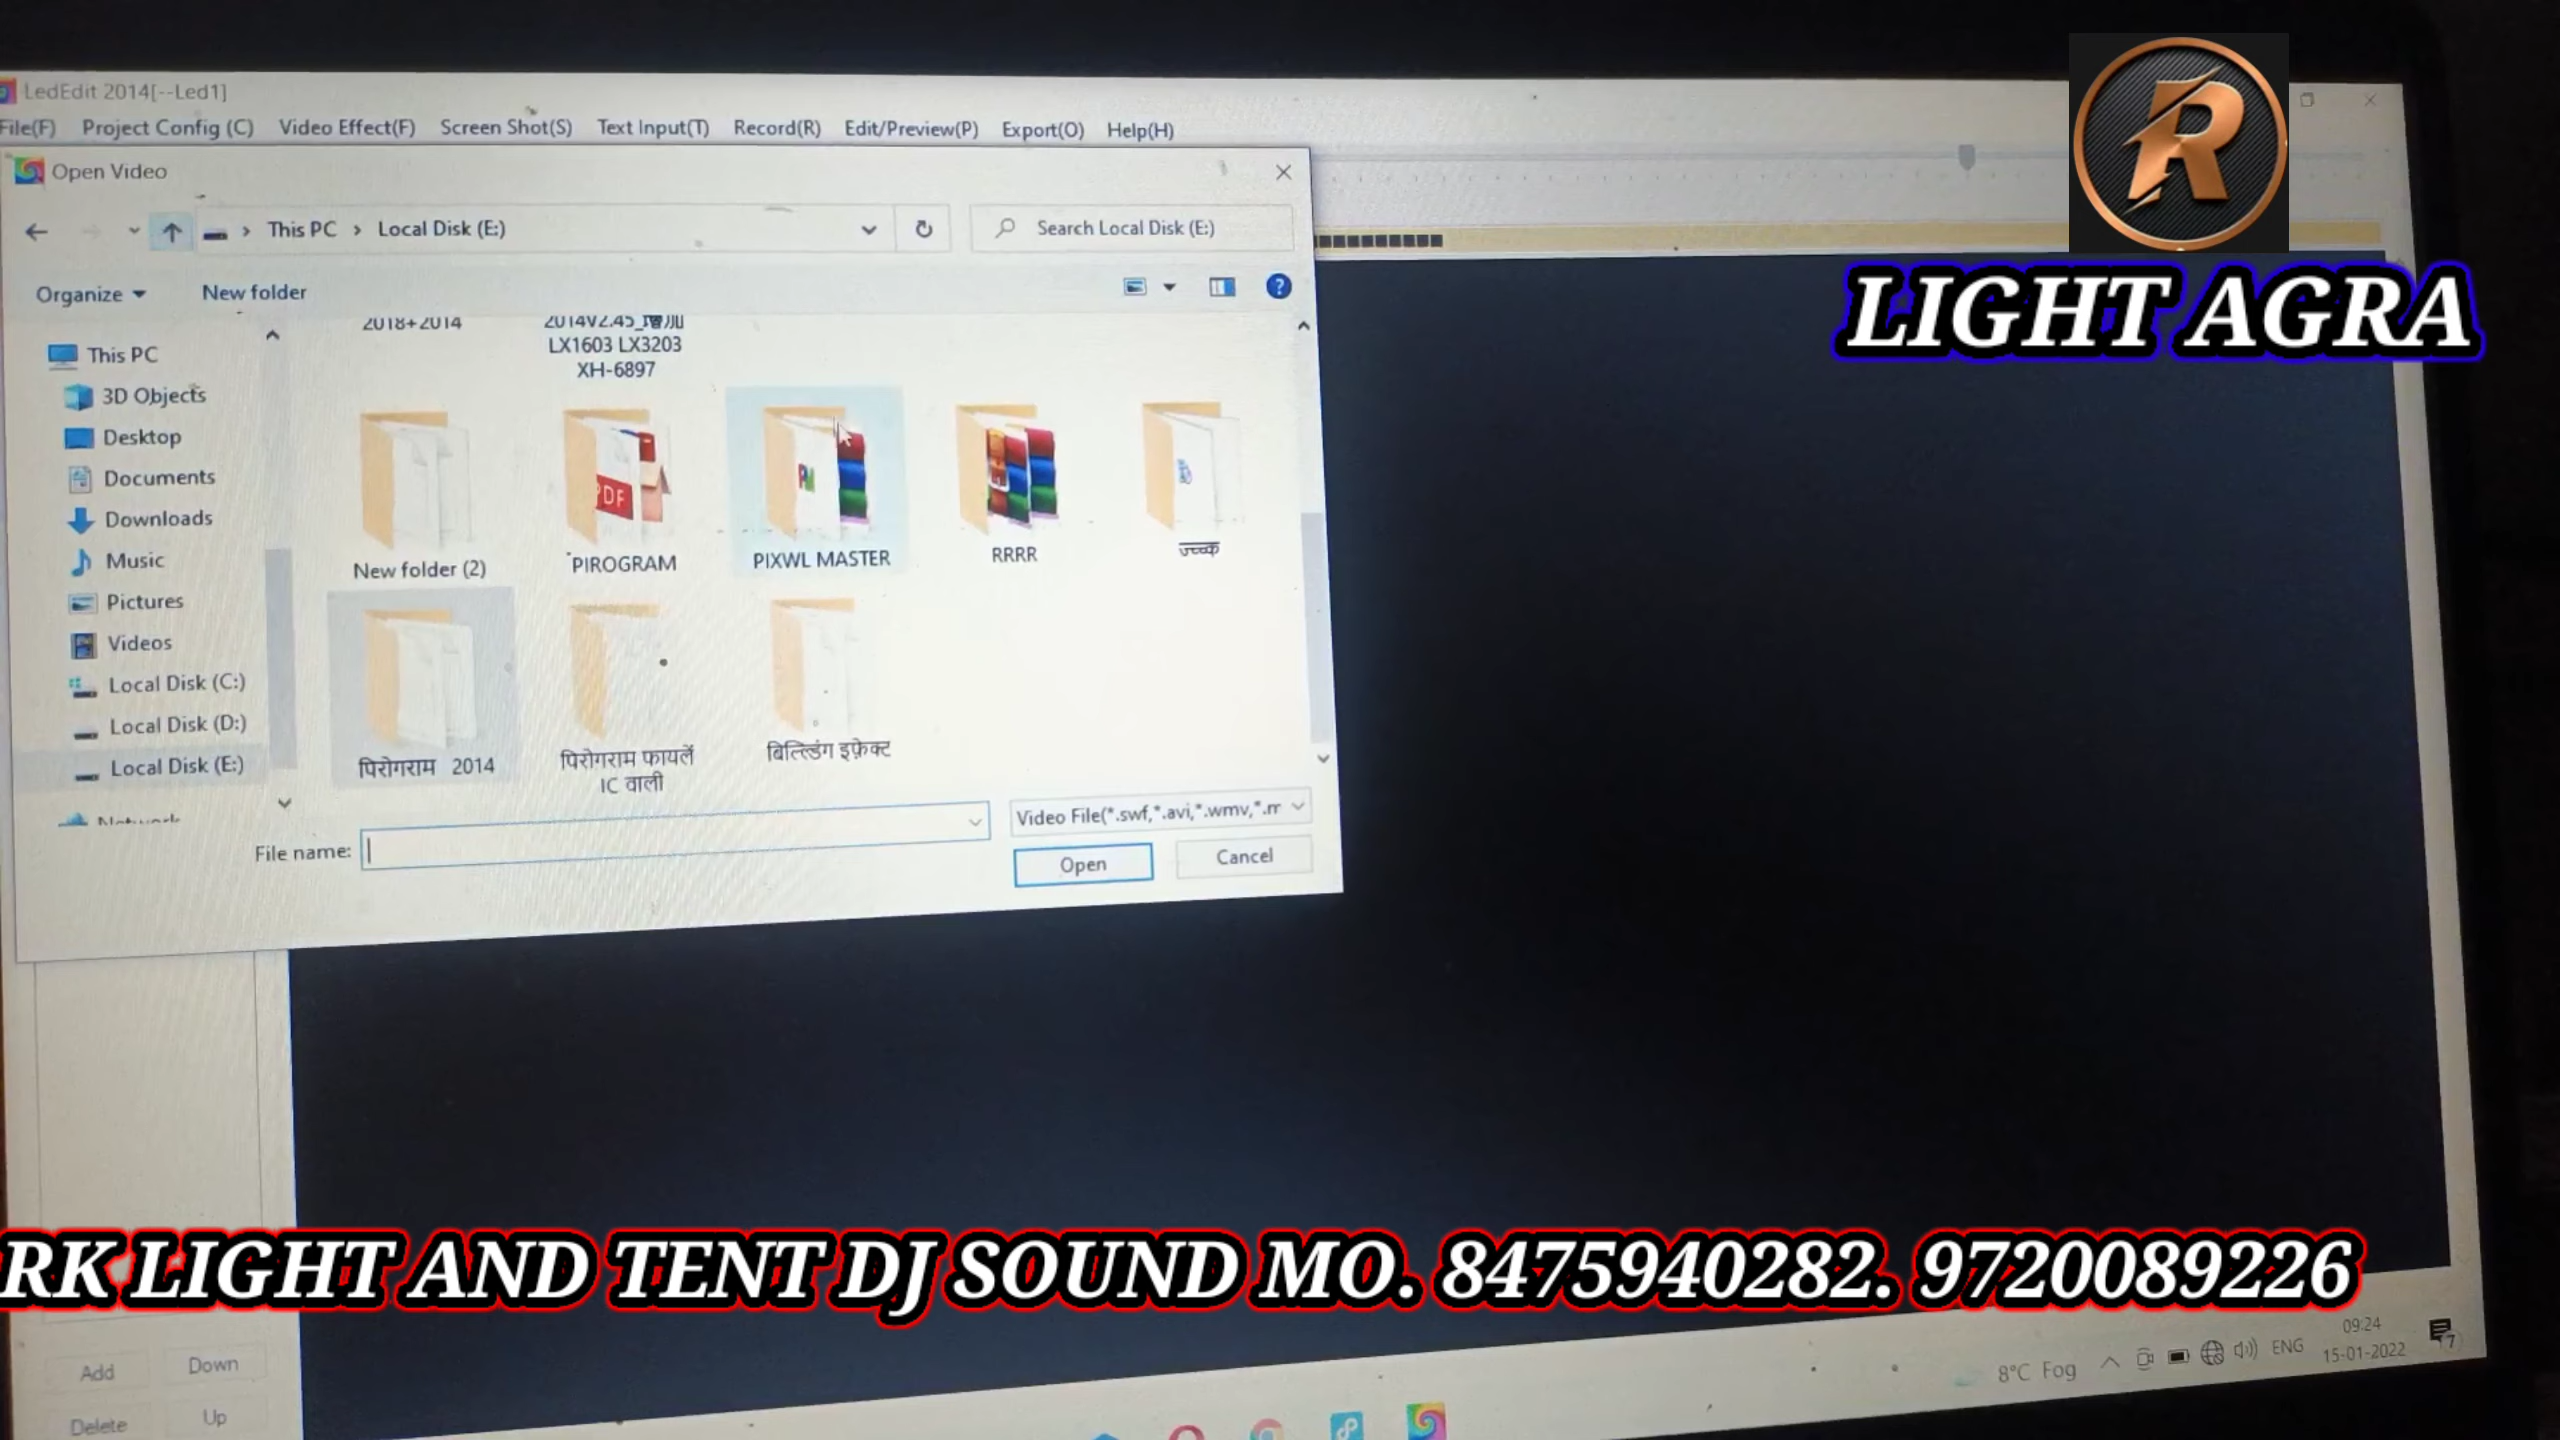 LedEdit 2014[--Led1]
File(F) Project Config (C) Video Effect(F) Screen Shot(S) Text Input(T) Record(R) Edit/Preview(P) Export(O) Help(H)
Open Video
This PC > Local Disk (E:)
Search Local Disk (E:)
Organize
New folder
This PC
3D Objects
Desktop
Documents
Downloads
Music
Pictures
Videos
Local Disk (C:)
Local Disk (D:)
Local Disk (E:)
Network
2018+2014
LX1603 LX3203
XH-6897
New folder (2)
PDF
PIROGRAM
PIXWL MASTER
RRRR
पिरोगराम 2014
पिरोगराम फायलें
IC वाली
बिल्डिंग इफ़ेक्ट
File name:
Video File(*.swf,*.avi,*.wmv,*.m
Open
Cancel
R
LIGHT AGRA
RK LIGHT AND TENT DJ SOUND MO. 8475940282. 9720089226
Add
Down
Delete
Up
8°C Fog
ENG
09:24
15-01-2022
7